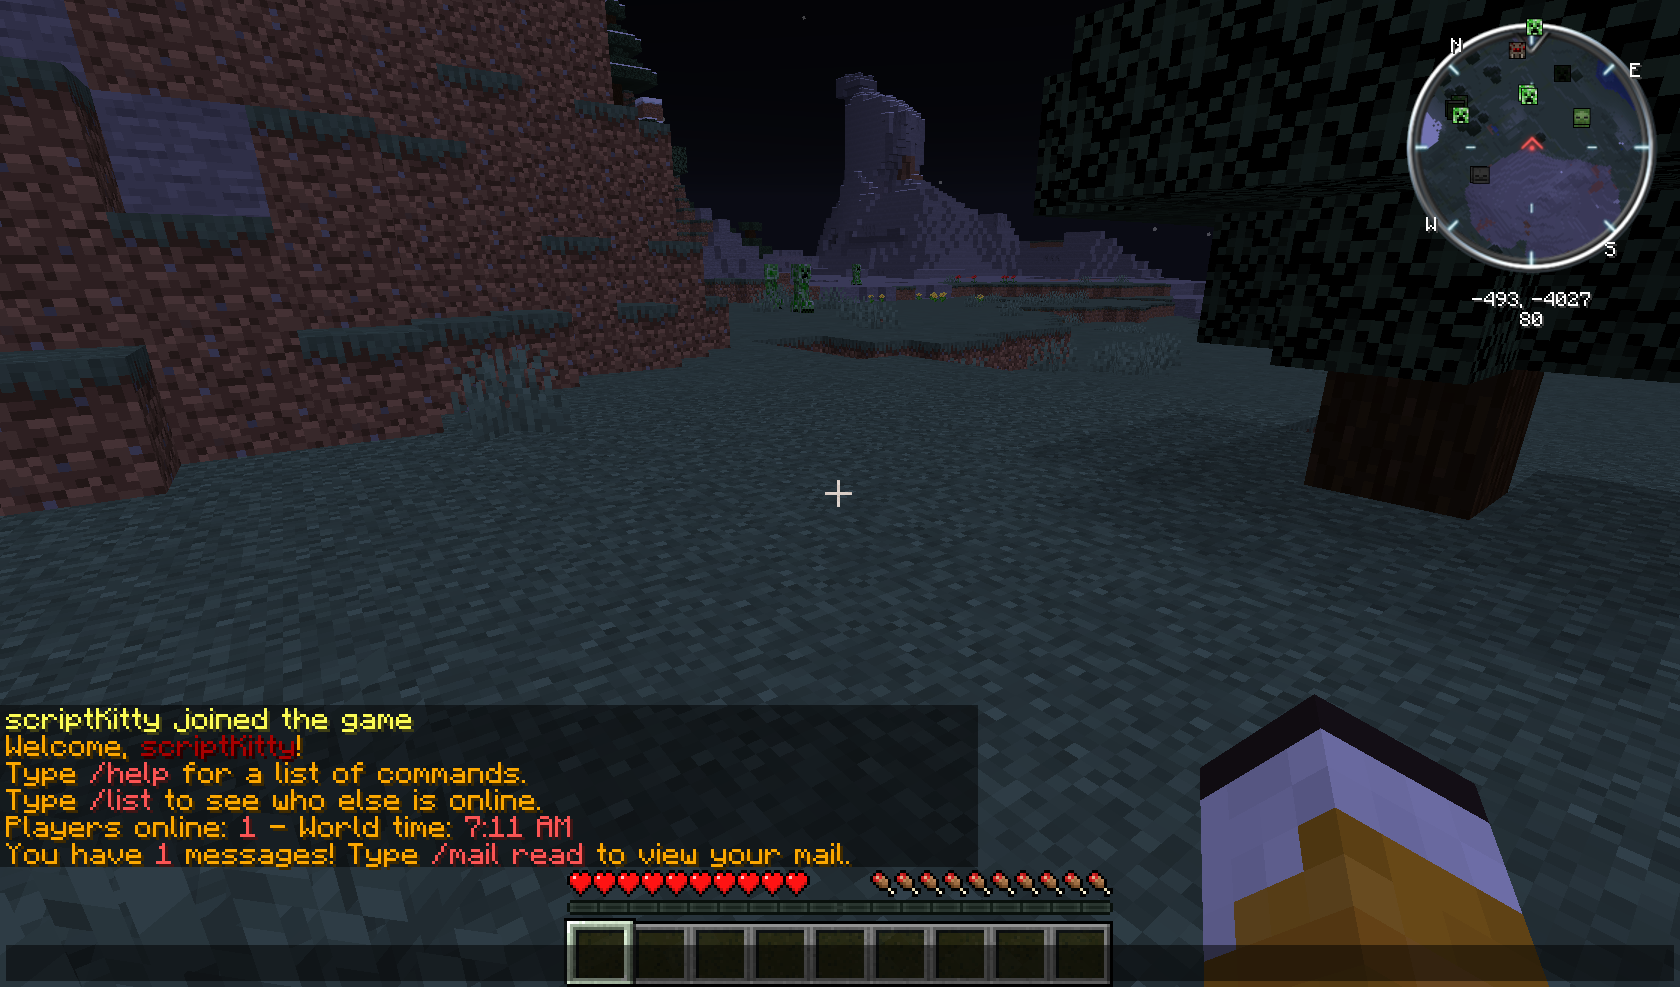 N
E
W
S
-493, -4027
80
scriptKitty joined the game
Welcome, scriptKitty!
Type /help for a list of commands.
Type /list to see who else is online.
Players online: 1 - World time: 7:11 AM
You have 1 messages! Type /mail read to view your mail.